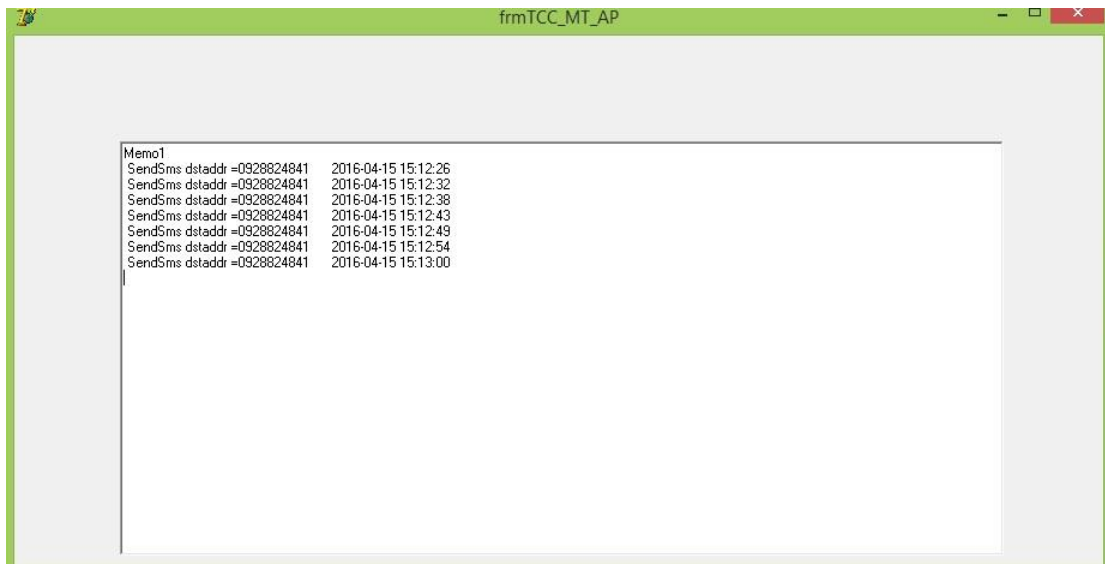 frmTCC_MT_AP
Memo1
SendSms dstaddr =0928824841 2016-04-15 15:12:26
SendSms dstaddr =0928824841 2016-04-15 15:12:32
SendSms dstaddr =0928824841 2016-04-15 15:12:38
SendSms dstaddr =0928824841 2016-04-15 15:12:43
SendSms dstaddr =0928824841 2016-04-15 15:12:49
SendSms dstaddr =0928824841 2016-04-15 15:12:54
SendSms dstaddr =0928824841 2016-04-15 15:13:00